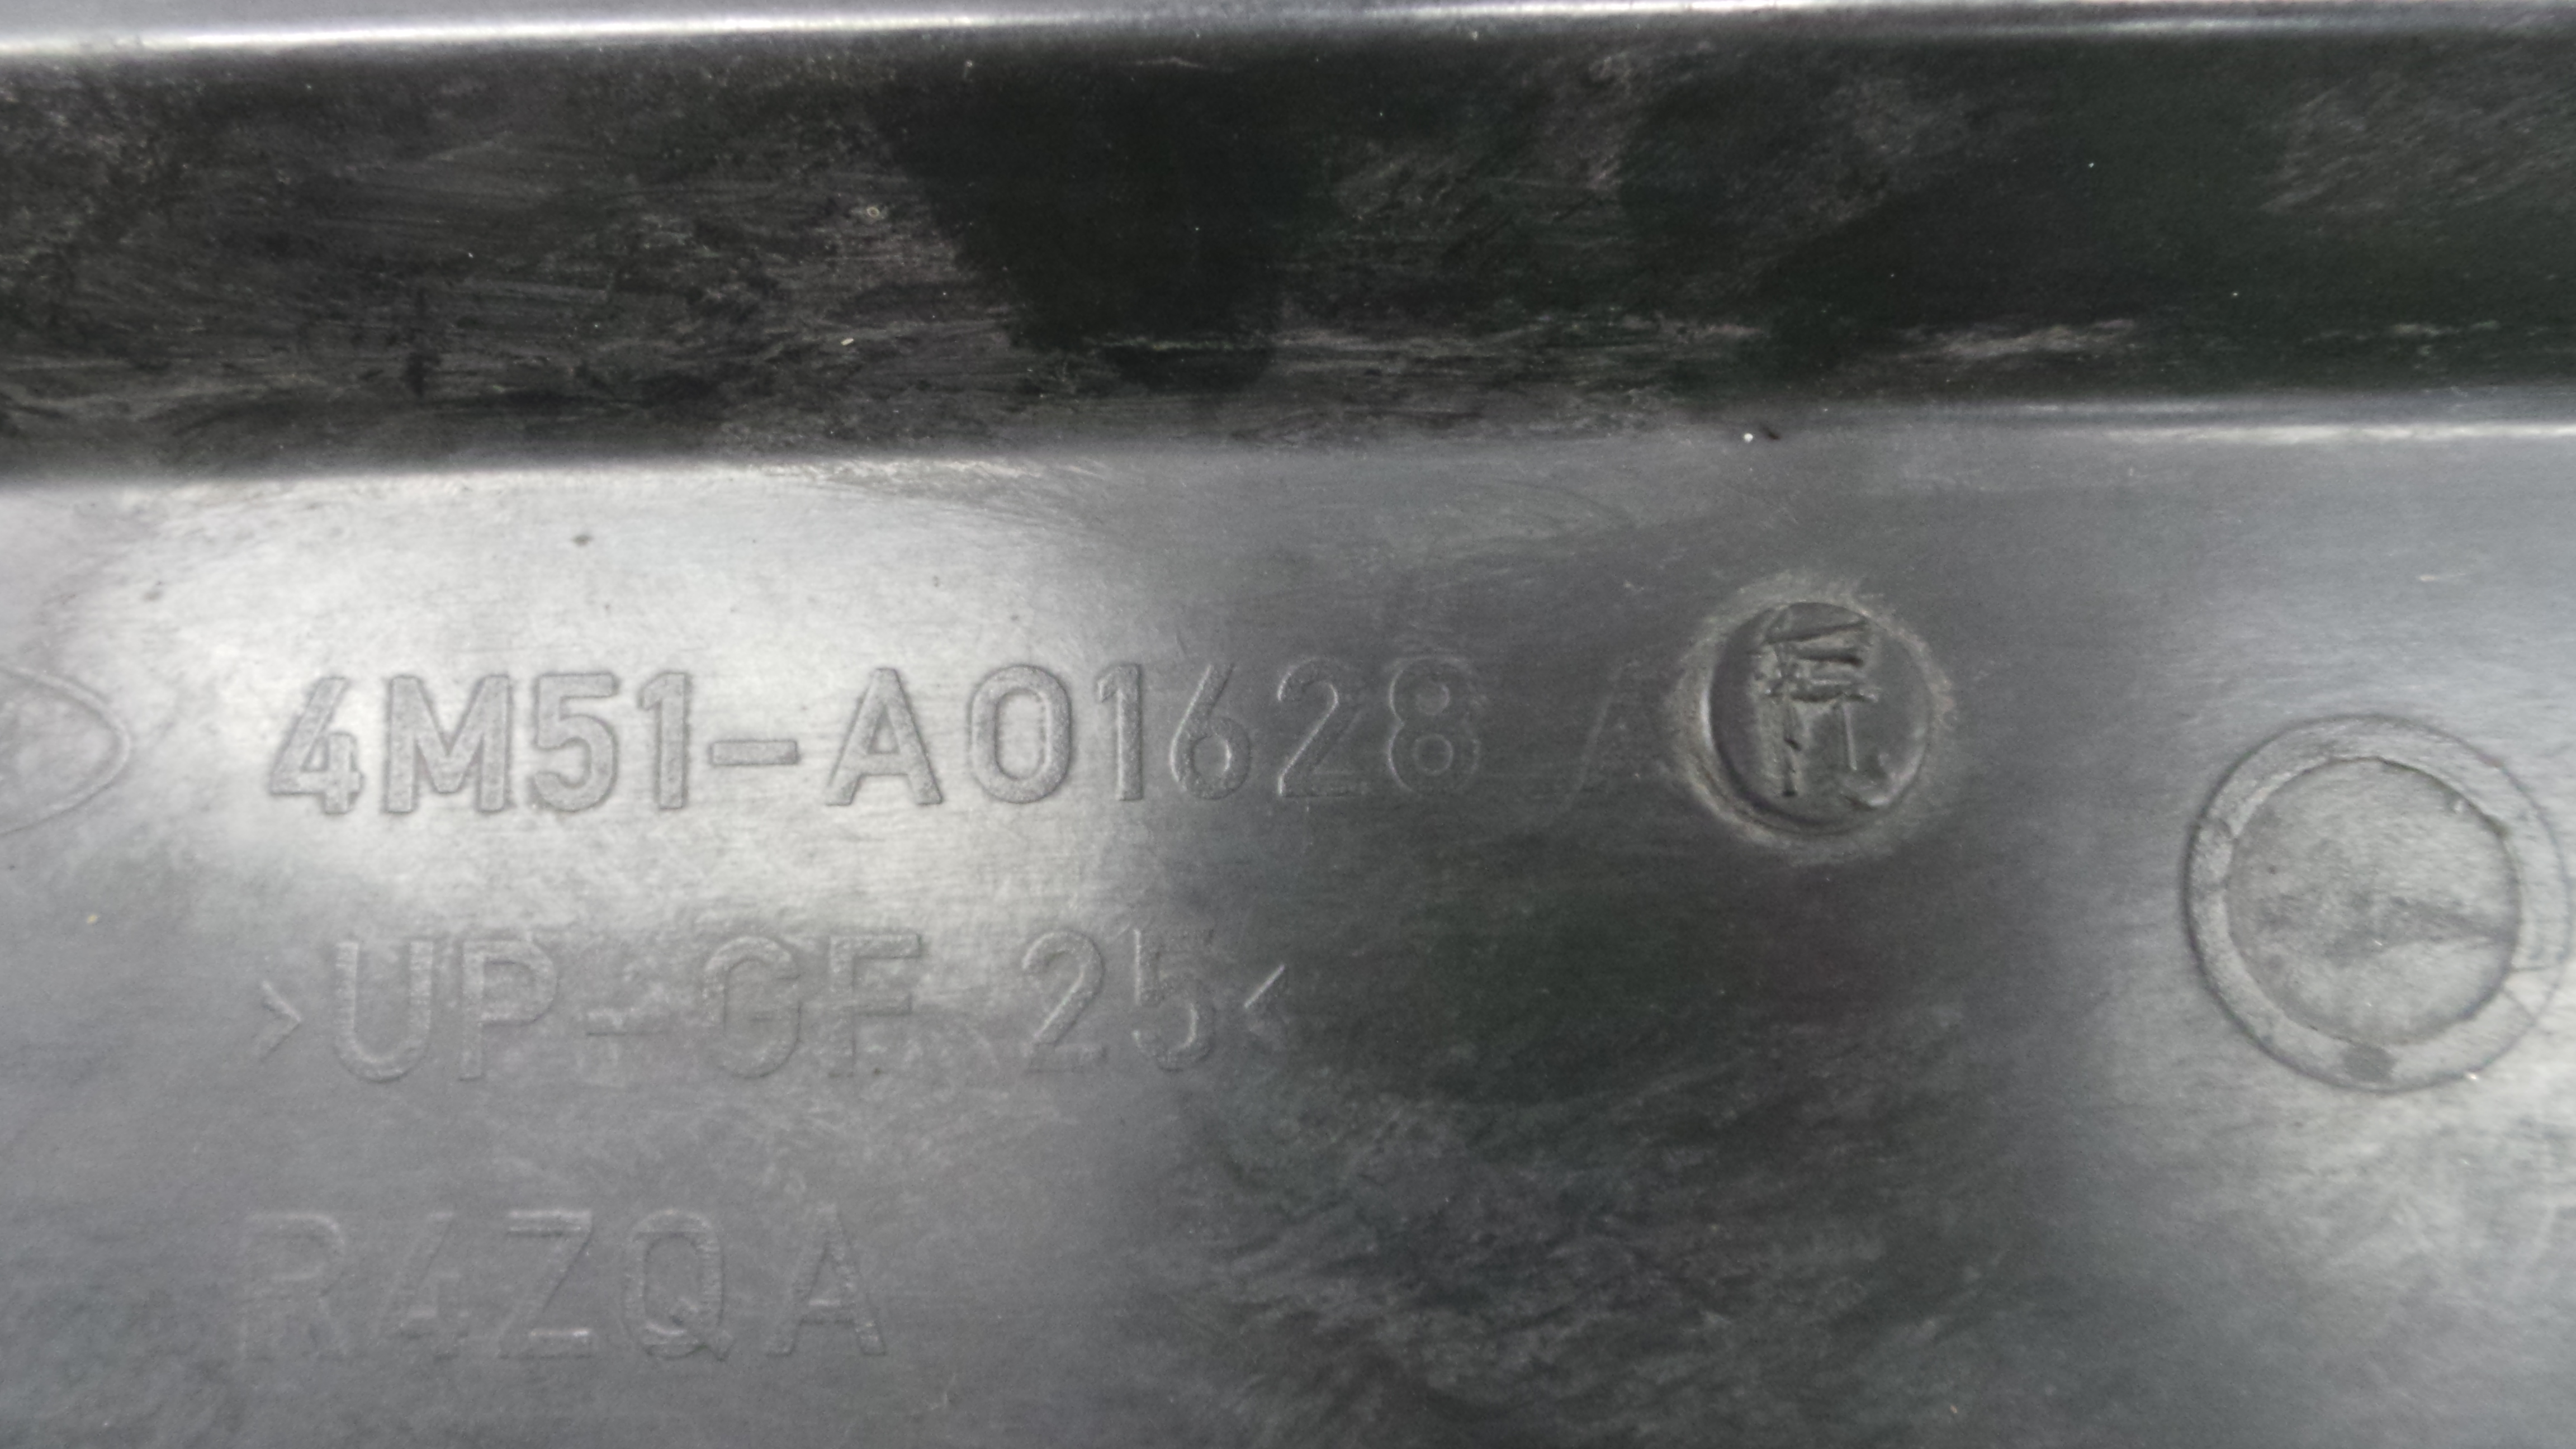 4M51-A01628 A
>UP-GF 25<
R4ZQA